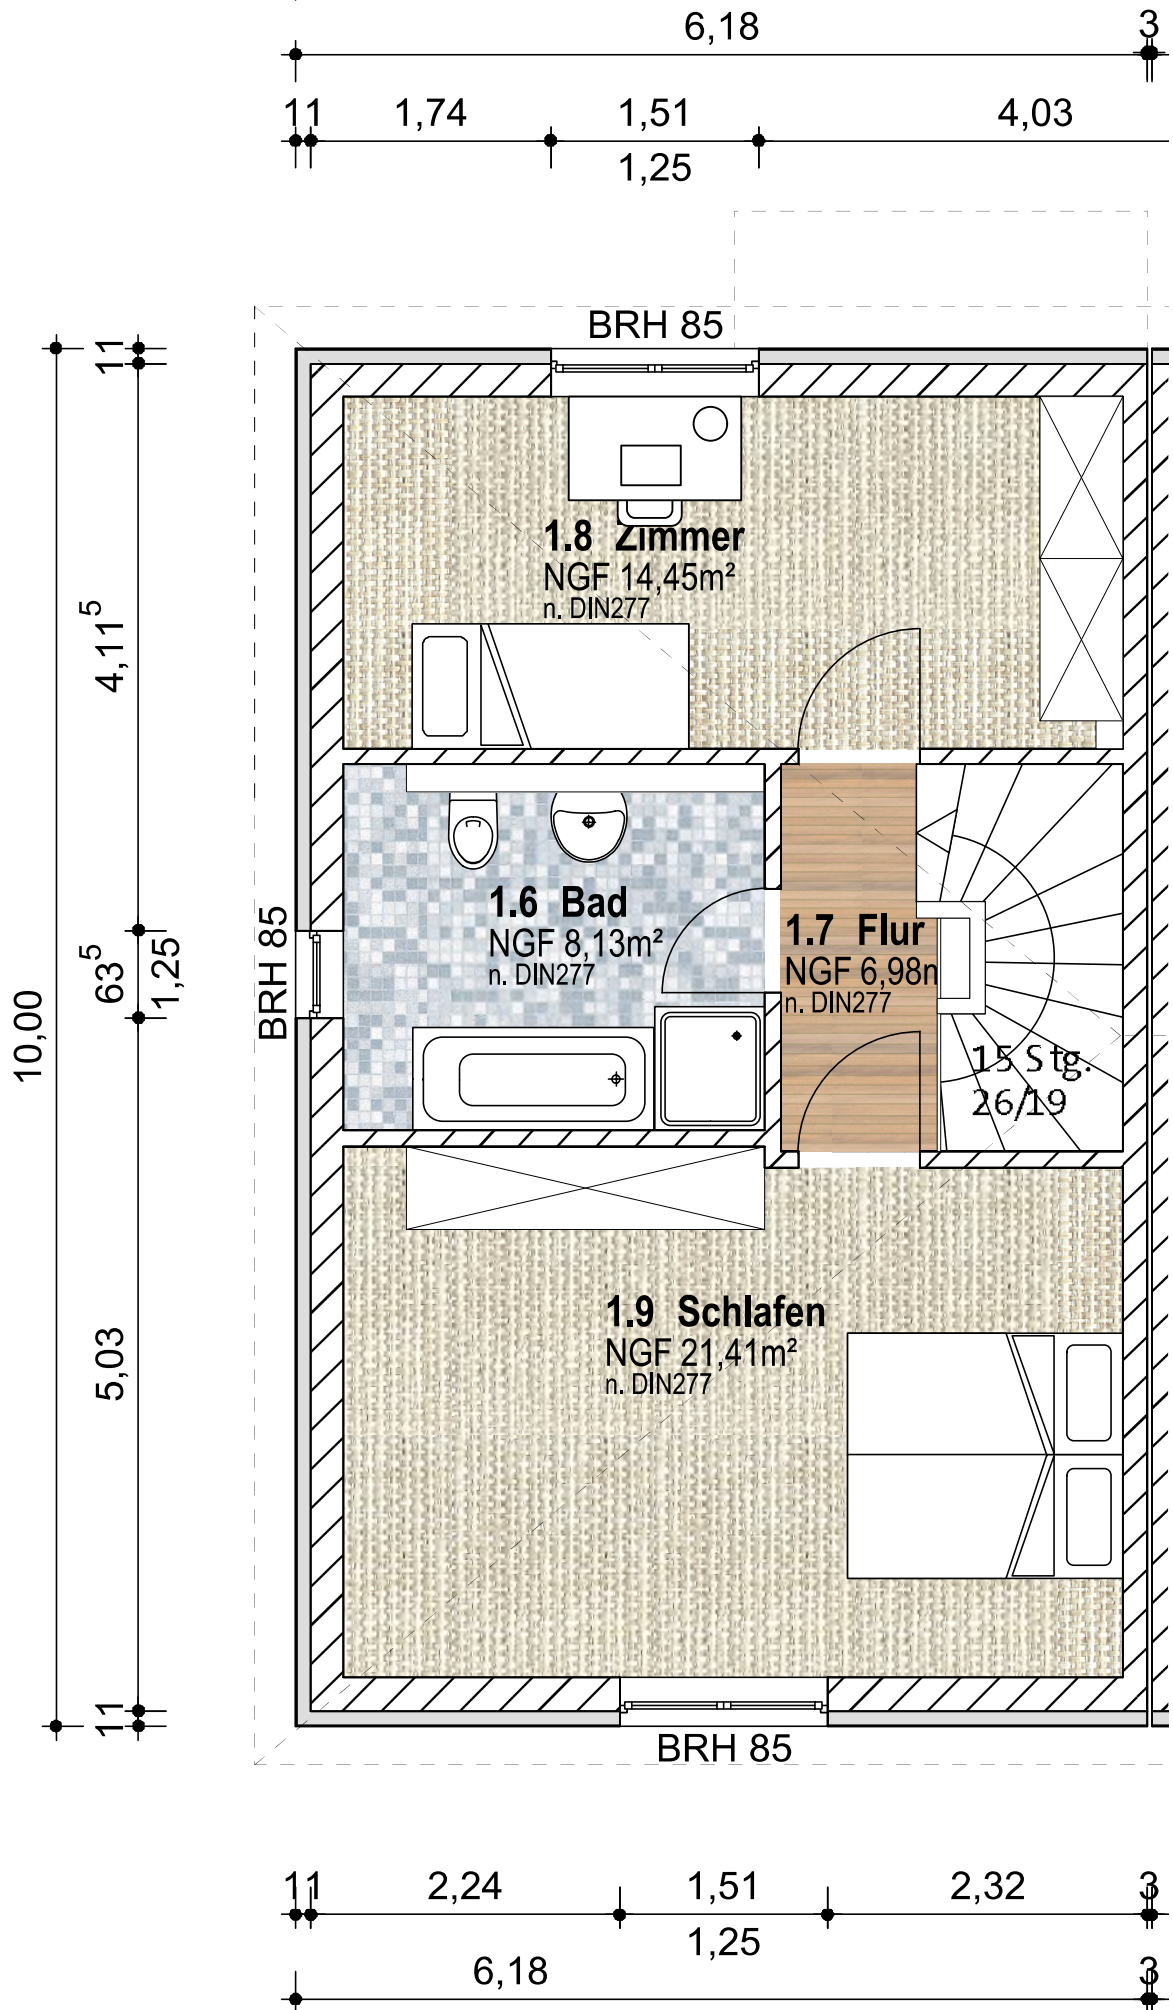 6,18 3
11 1,74 1,51 4,03
1,25
BRH 85
11
4,11⁵
1.8 Zimmer
NGF 14,45m²
n. DIN277
1.6 Bad
NGF 8,13m²
n. DIN277
1.7 Flur
NGF 6,98m
n. DIN277
BRH 85
63⁵
1,25
10,00
15 Stg.
26/19
5,03
1.9 Schlafen
NGF 21,41m²
n. DIN277
11
BRH 85
11 2,24 1,51 2,32 3
1,25
6,18 3